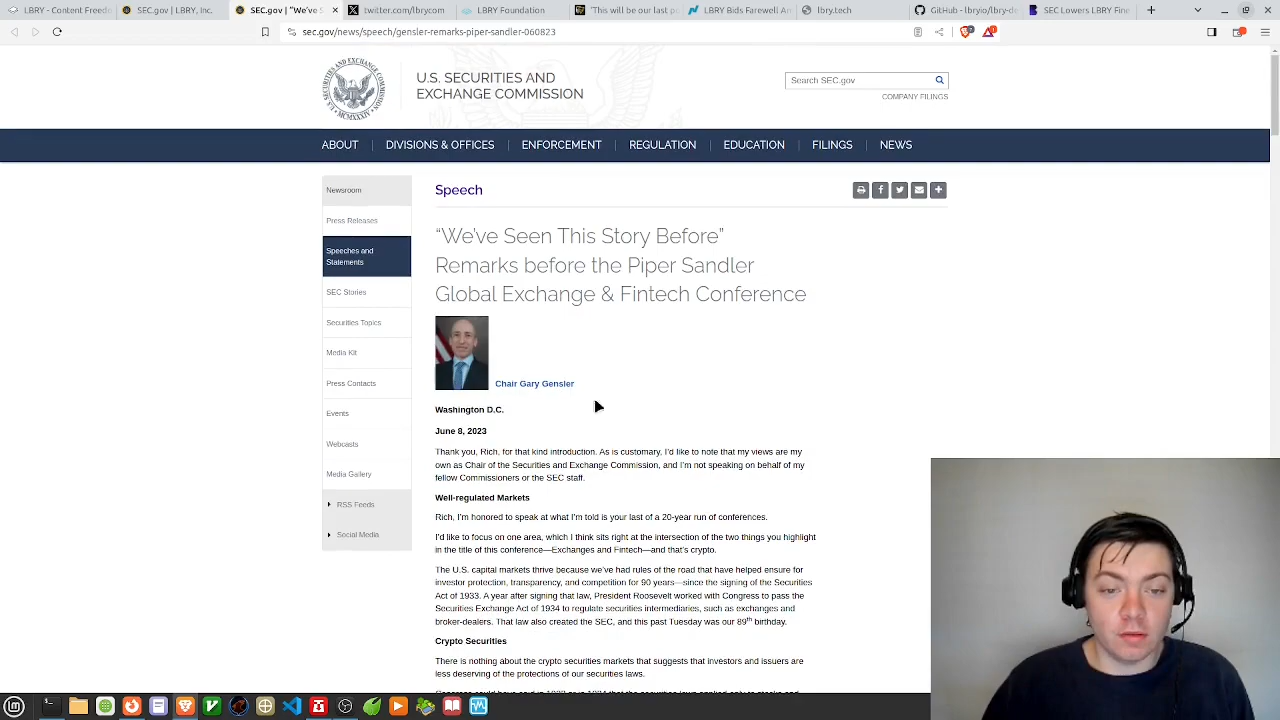 LBRY - Content Freedo
SEC.gov | LBRY, Inc.
SEC.gov | "We've S
twitter.com/lbrycom
LBRY Foundation
"This will be our last po
LBRY Bids Farewell Am
lbry.tech
GitHub - lbryio/lbry-de
SEC Lowers LBRY Fine
sec.gov/news/speech/gensler-remarks-piper-sandler-060823
U.S. SECURITIES AND
EXCHANGE COMMISSION
Search SEC.gov
COMPANY FILINGS
ABOUT
DIVISIONS & OFFICES
ENFORCEMENT
REGULATION
EDUCATION
FILINGS
NEWS
Newsroom
Press Releases
Speeches and
Statements
SEC Stories
Securities Topics
Media Kit
Press Contacts
Events
Webcasts
Media Gallery
RSS Feeds
Social Media
Speech
“We’ve Seen This Story Before”
Remarks before the Piper Sandler
Global Exchange & Fintech Conference
Chair Gary Gensler
Washington D.C.
June 8, 2023
Thank you, Rich, for that kind introduction. As is customary, I’d like to note that my views are my
own as Chair of the Securities and Exchange Commission, and I’m not speaking on behalf of my
fellow Commissioners or the SEC staff.
Well-regulated Markets
Rich, I’m honored to speak at what I’m told is your last of a 20-year run of conferences.
I’d like to focus on one area, which I think sits right at the intersection of the two things you highlight
in the title of this conference—Exchanges and Fintech—and that’s crypto.
The U.S. capital markets thrive because we’ve had rules of the road that have helped ensure for
investor protection, transparency, and competition for 90 years—since the signing of the Securities
Act of 1933. A year after signing that law, President Roosevelt worked with Congress to pass the
Securities Exchange Act of 1934 to regulate securities intermediaries, such as exchanges and
broker-dealers. That law also created the SEC, and this past Tuesday was our 89th birthday.
Crypto Securities
There is nothing about the crypto securities markets that suggests that investors and issuers are
less deserving of the protections of our securities laws.